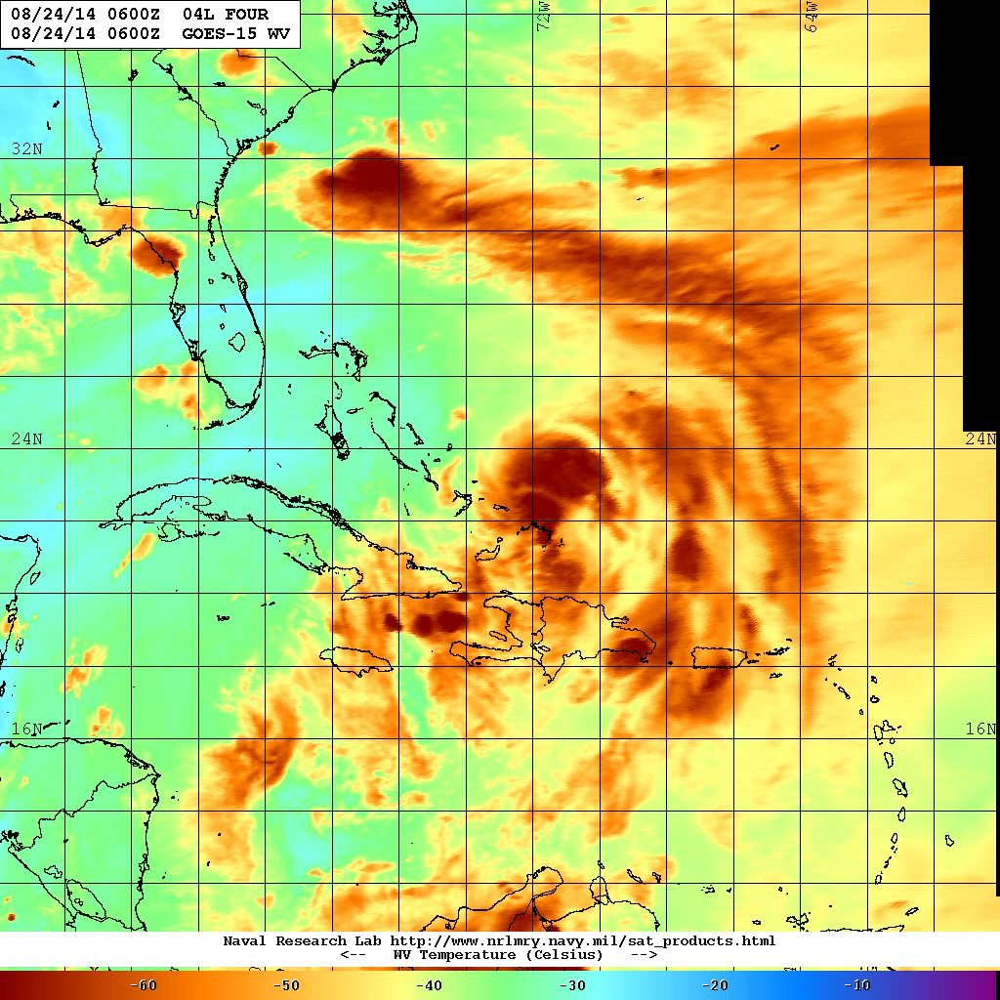 08/24/14 0600Z 04L FOUR
08/24/14 0600Z GOES-15 WV
72W
64W
32N
24N
24N
16N
16N
Naval Research Lab http://www.nrlmry.navy.mil/sat_products.html
<-- WV Temperature (Celsius) -->
-60 -50 -40 -30 -20 -10